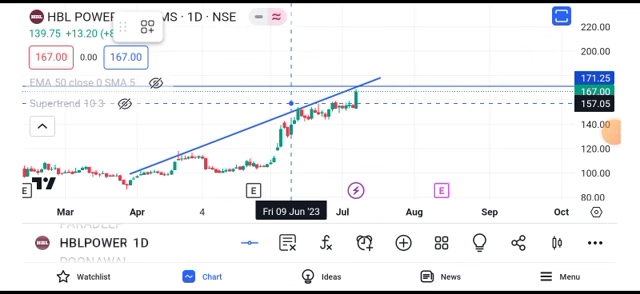 HBL POWER MS · 1D · NSE
139.75 +13.20 (+8
167.00 0.00 167.00
EMA 50 close 0 SMA 5
Supertrend 10 3
220.00
200.00
171.25
167.00
157.05
140.00
120.00
100.00
80.00
E E E
Mar Apr 4 Fri 09 Jun '23 Jul Aug Sep Oct
HBL HBLPOWER 1D
Watchlist Chart Ideas News Menu